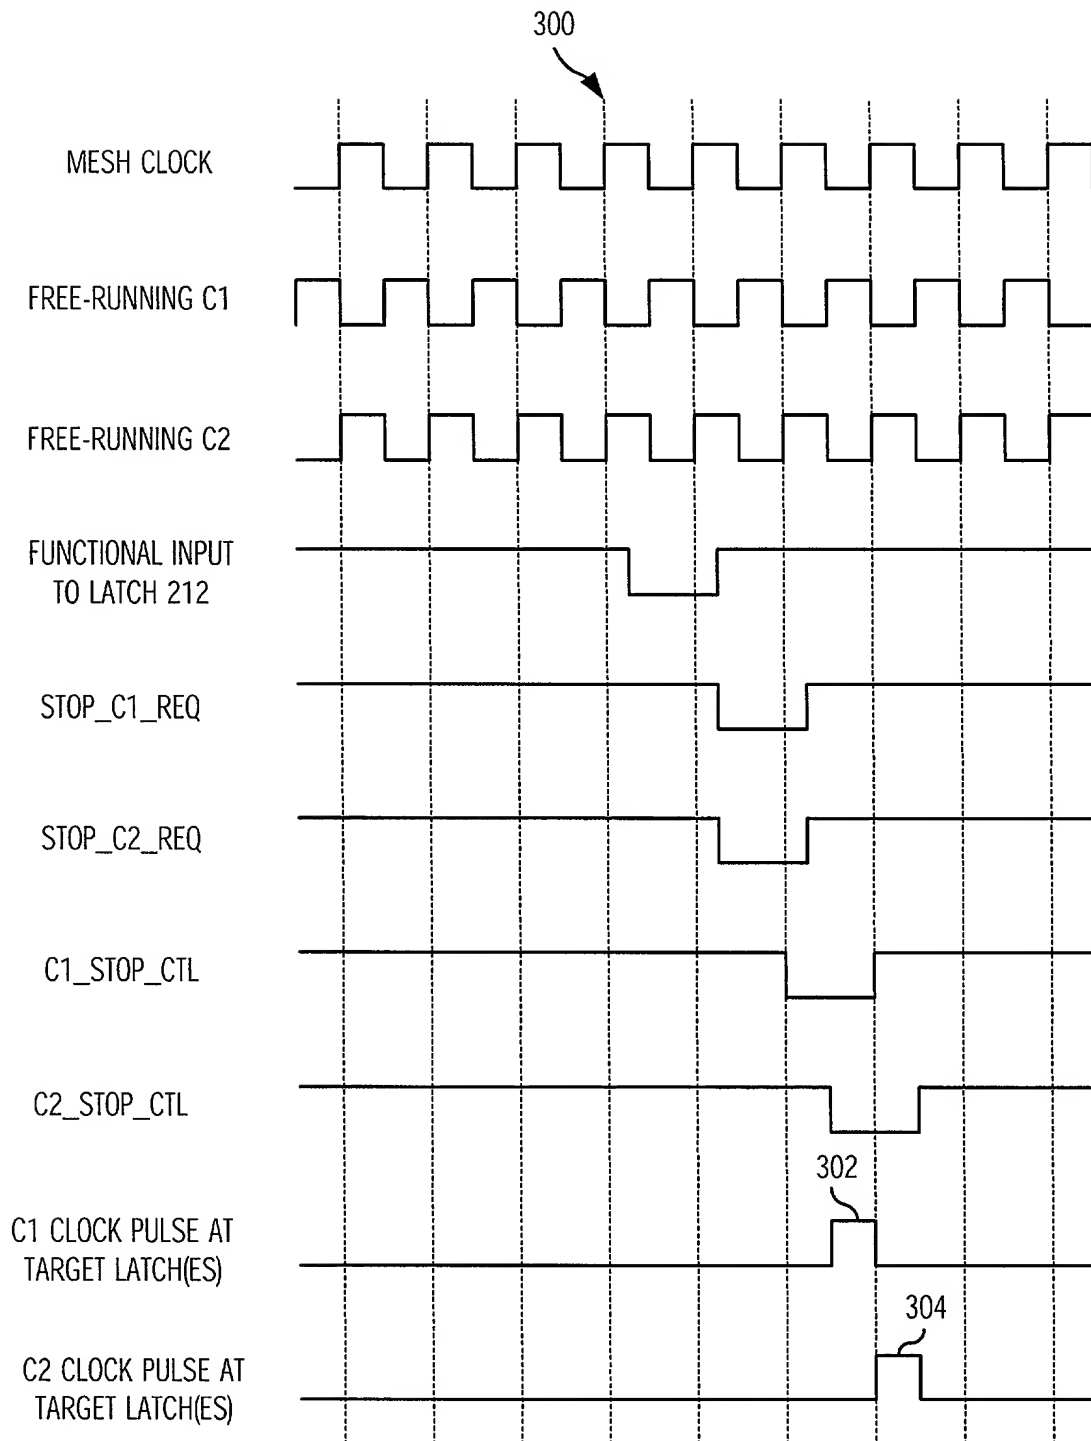 300
MESH CLOCK
FREE-RUNNING C1
FREE-RUNNING C2
FUNCTIONAL INPUT
TO LATCH 212
STOP_C1_REQ
STOP_C2_REQ
C1_STOP_CTL
C2_STOP_CTL
302
C1 CLOCK PULSE AT
TARGET LATCH(ES)
304
C2 CLOCK PULSE AT
TARGET LATCH(ES)